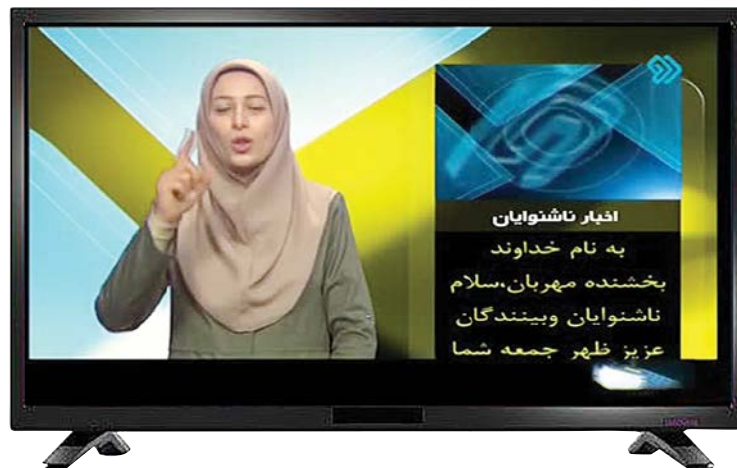 اخبار ناشنوایان
به نام خداوند
بخشنده مهربان،سلام
ناشنوایان وبینندگان
عزیز ظهر جمعه شما